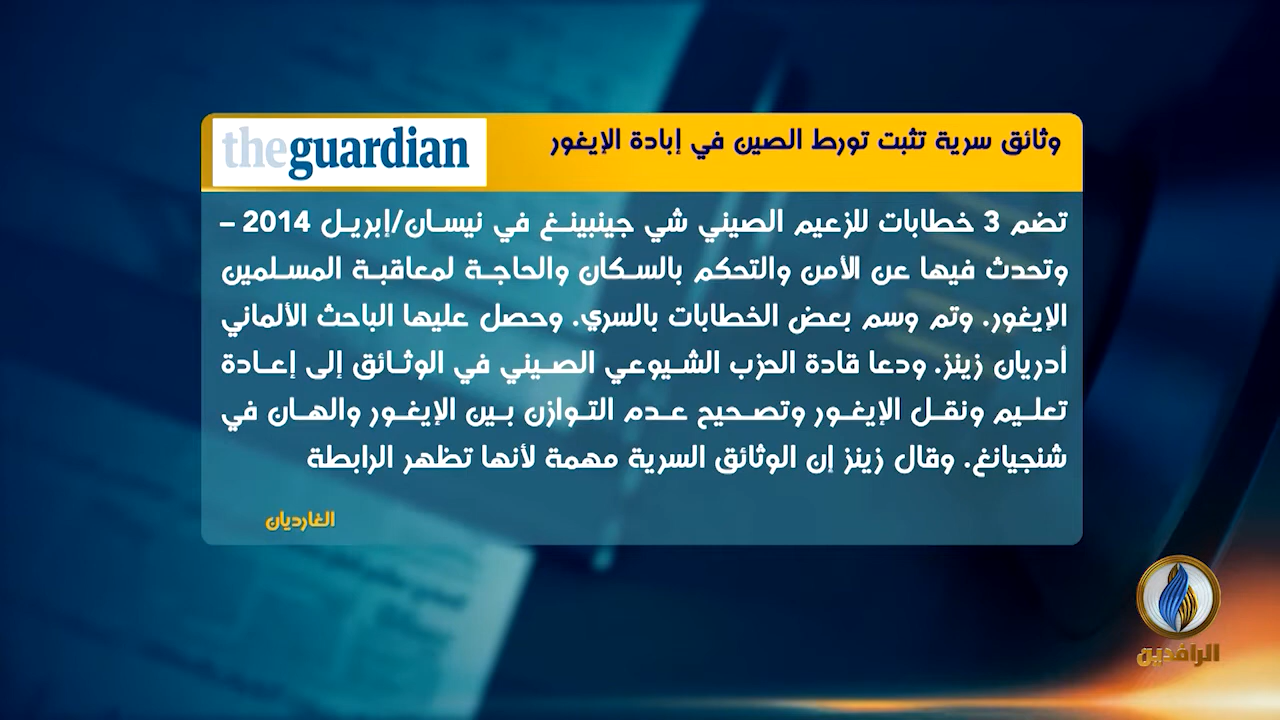 وثائق سرية تثبت تورط الصين في إبادة الإيغور
theguardian
تضم 3 خطابات للزعيم الصيني شي جينبينغ في نيسان/إبريل 2014 –
وتحدث فيها عن الأمن والتحكم بالسكان والحاجة لمعاقبة المسلمين
الإيغور. وتم وسم بعض الخطابات بالسري. وحصل عليها الباحث الألماني
أدريان زينز. ودعا قادة الحزب الشيوعي الصيني في الوثائق إلى إعادة
تعليم ونقل الإيغور وتصحيح عدم التوازن بين الإيغور والهان في
شنجيانغ. وقال زينز إن الوثائق السرية مهمة لأنها تظهر الرابطة
الغارديان
الرافدين